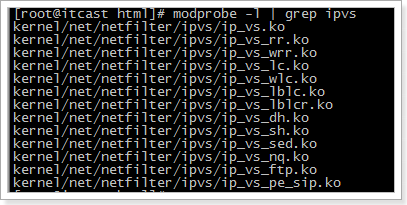 [root@itcast html]# modprobe -l | grep ipvs
kernel/net/netfilter/ipvs/ip_vs.ko
kernel/net/netfilter/ipvs/ip_vs_rr.ko
kernel/net/netfilter/ipvs/ip_vs_wrr.ko
kernel/net/netfilter/ipvs/ip_vs_lc.ko
kernel/net/netfilter/ipvs/ip_vs_wlc.ko
kernel/net/netfilter/ipvs/ip_vs_lblc.ko
kernel/net/netfilter/ipvs/ip_vs_lblcr.ko
kernel/net/netfilter/ipvs/ip_vs_dh.ko
kernel/net/netfilter/ipvs/ip_vs_sh.ko
kernel/net/netfilter/ipvs/ip_vs_sed.ko
kernel/net/netfilter/ipvs/ip_vs_nq.ko
kernel/net/netfilter/ipvs/ip_vs_ftp.ko
kernel/net/netfilter/ipvs/ip_vs_pe_sip.ko